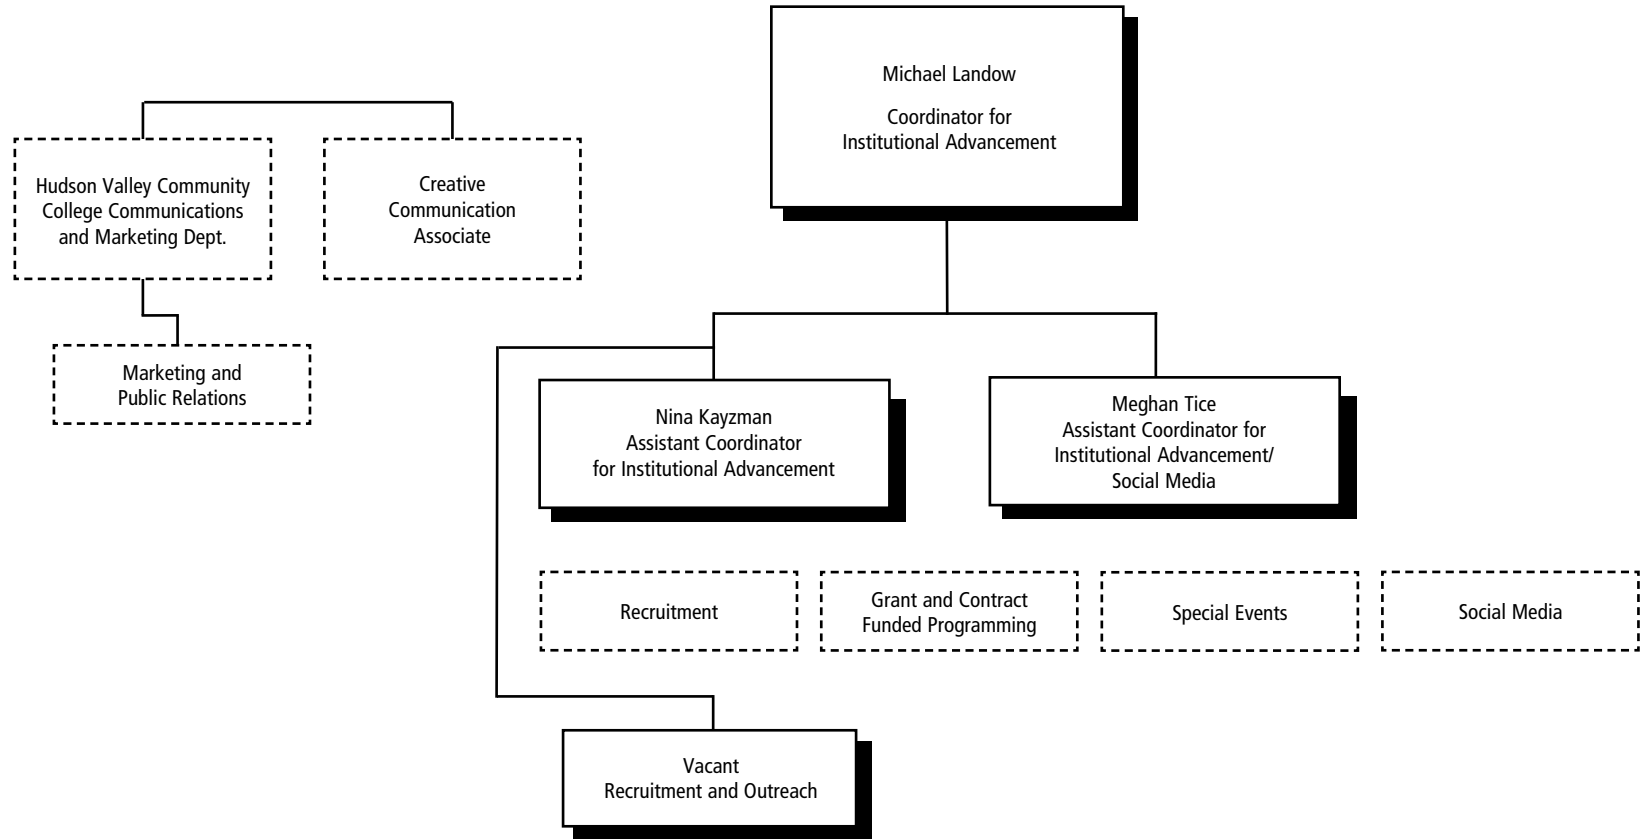 Michael Landow
Coordinator for
Institutional Advancement
Hudson Valley Community
College Communications
and Marketing Dept.
Creative
Communication
Associate
Marketing and
Public Relations
Nina Kayzman
Assistant Coordinator
for Institutional Advancement
Meghan Tice
Assistant Coordinator for
Institutional Advancement/
Social Media
Recruitment
Grant and Contract
Funded Programming
Special Events
Social Media
Vacant
Recruitment and Outreach